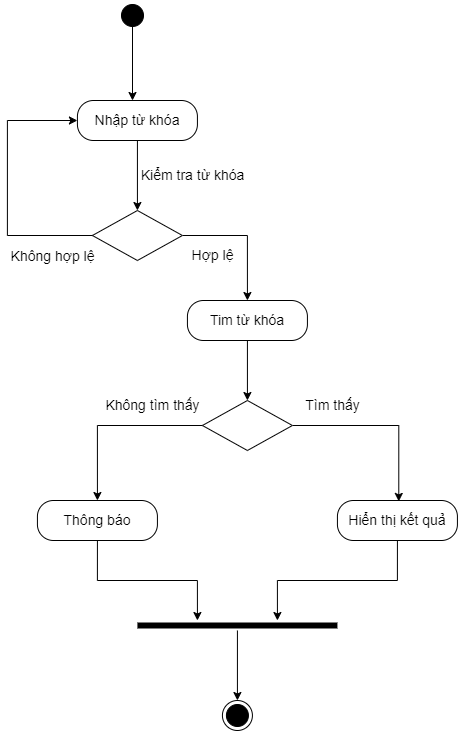 Nhập từ khóa
Kiểm tra từ khóa
Không hợp lệ
Hợp lệ
Tim từ khóa
Không tìm thấy
Tìm thấy
Thông báo
Hiển thị kết quả